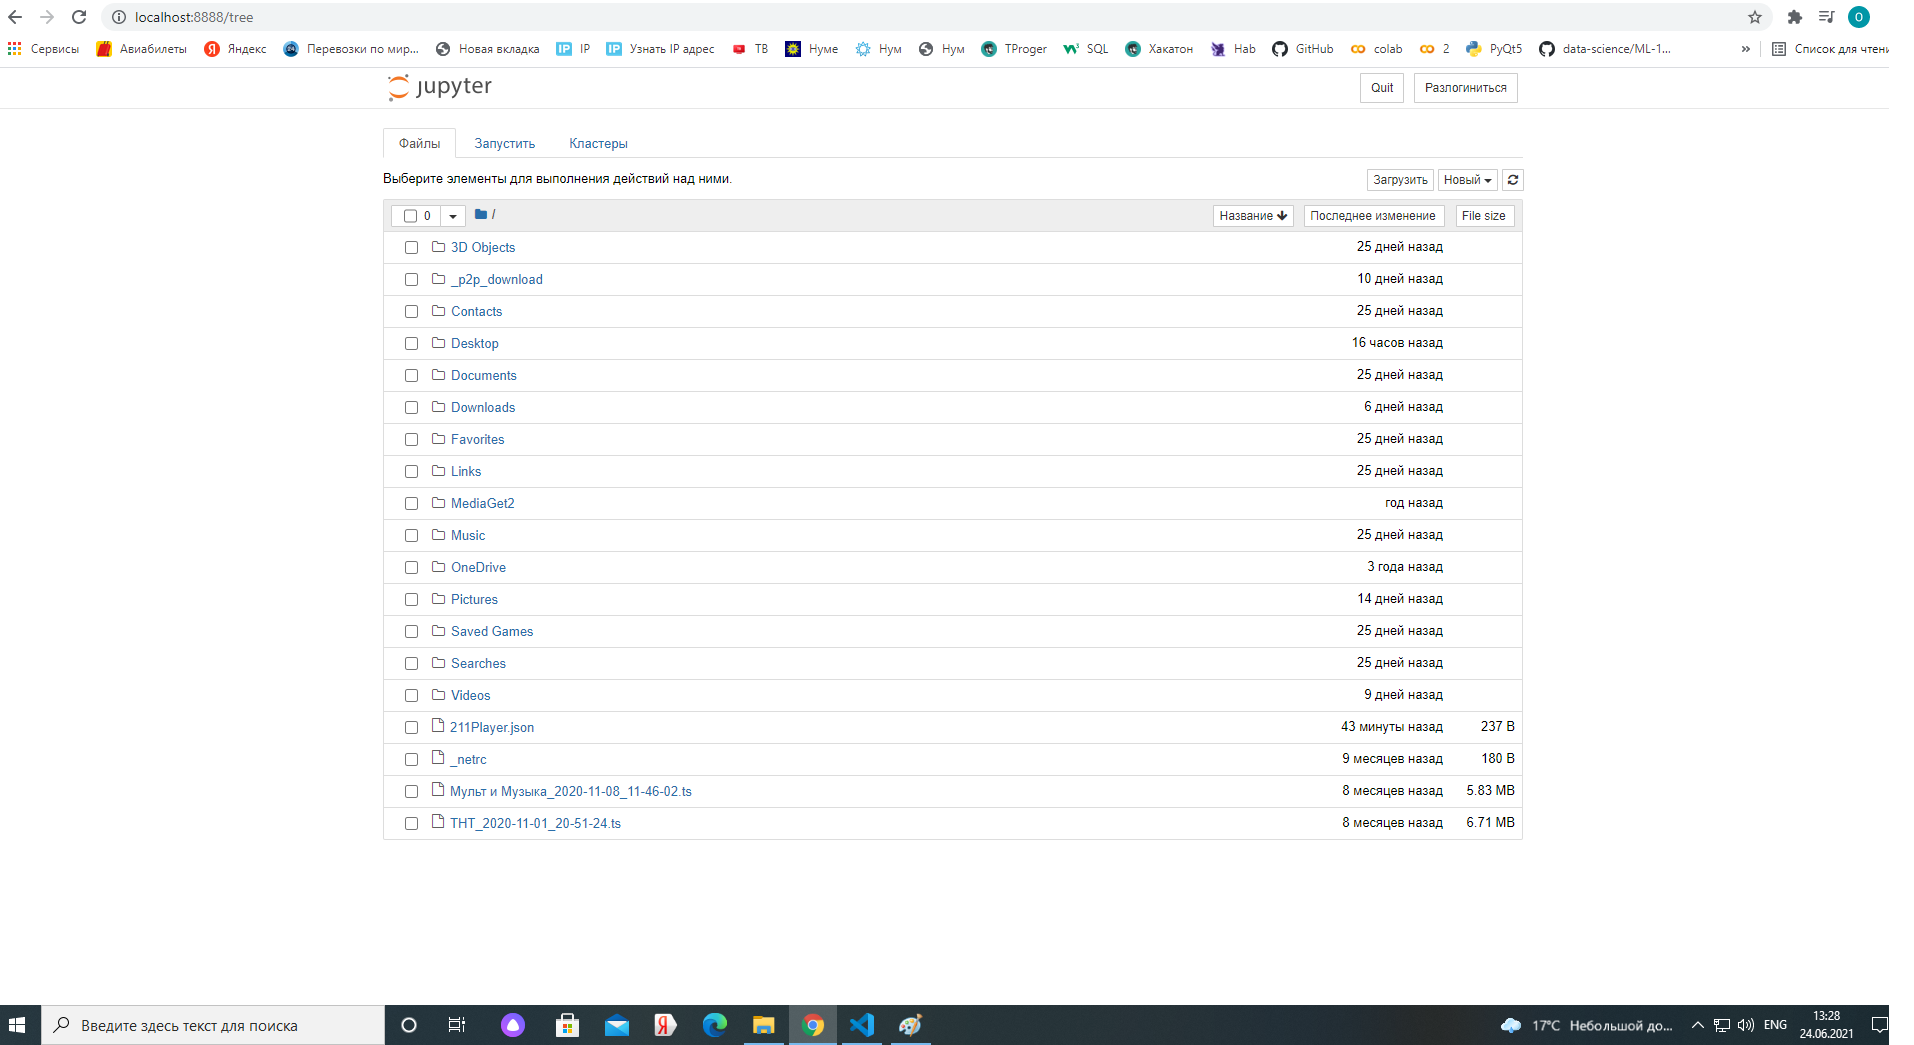 localhost:8888/tree
O
Сервисы Авиабилеты Яндекс Перевозки по мир... Новая вкладка IP IP IP Узнать IP адрес ТВ Нуме Нум Нум TProger SQL Хакатон Hab GitHub colab 2 PyQt5 data-science/ML-1... » Список для чтени
jupyter
Quit Разлогиниться
Файлы Запустить Кластеры
Выберите элементы для выполнения действий над ними.
Загрузить Новый
0 / Название Последнее изменение File size
3D Objects 25 дней назад
_p2p_download 10 дней назад
Contacts 25 дней назад
Desktop 16 часов назад
Documents 25 дней назад
Downloads 6 дней назад
Favorites 25 дней назад
Links 25 дней назад
MediaGet2 год назад
Music 25 дней назад
OneDrive 3 года назад
Pictures 14 дней назад
Saved Games 25 дней назад
Searches 25 дней назад
Videos 9 дней назад
211Player.json 43 минуты назад 237 B
_netrc 9 месяцев назад 180 B
Мульт и Музыка_2020-11-08_11-46-02.ts 8 месяцев назад 5.83 MB
ТНТ_2020-11-01_20-51-24.ts 8 месяцев назад 6.71 MB
Введите здесь текст для поиска
17°C Небольшой до... ENG
13:28
24.06.2021